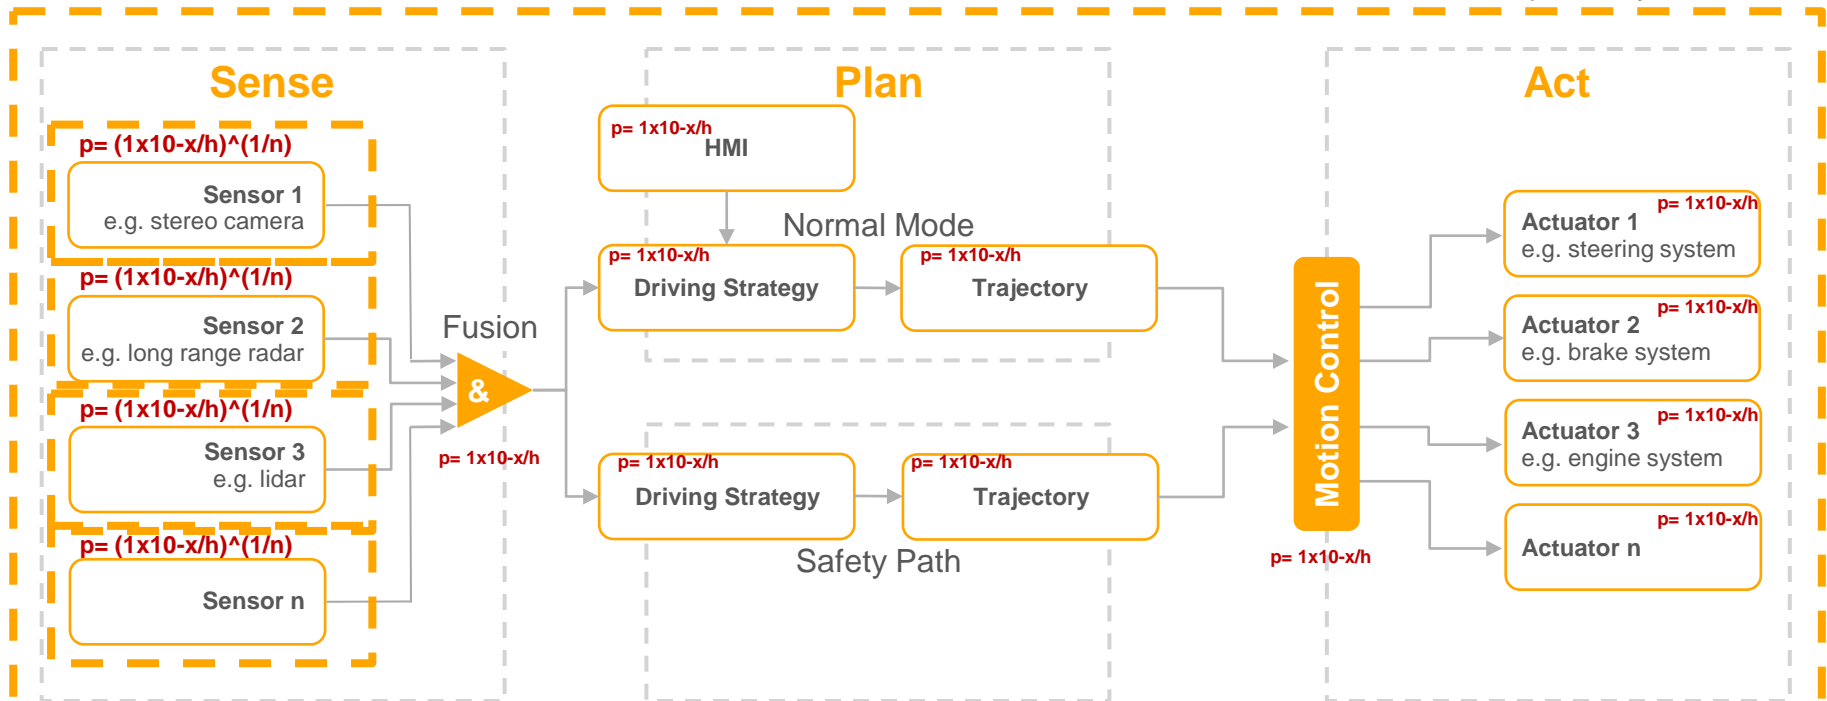 Sense
p= (1x10-x/h)^(1/n)
Sensor 1
e.g. stereo camera
p= (1x10-x/h)^(1/n)
Sensor 2
e.g. long range radar
p= (1x10-x/h)^(1/n)
Sensor 3
e.g. lidar
p= (1x10-x/h)^(1/n)
Sensor n
Fusion
&
p= 1x10-x/h
Plan
p= 1x10-x/h
HMI
Normal Mode
p= 1x10-x/h
Driving Strategy
p= 1x10-x/h
Trajectory
p= 1x10-x/h
Driving Strategy
p= 1x10-x/h
Trajectory
Safety Path
Motion Control
p= 1x10-x/h
Act
p= 1x10-x/h
Actuator 1
e.g. steering system
p= 1x10-x/h
Actuator 2
e.g. brake system
p= 1x10-x/h
Actuator 3
e.g. engine system
p= 1x10-x/h
Actuator n